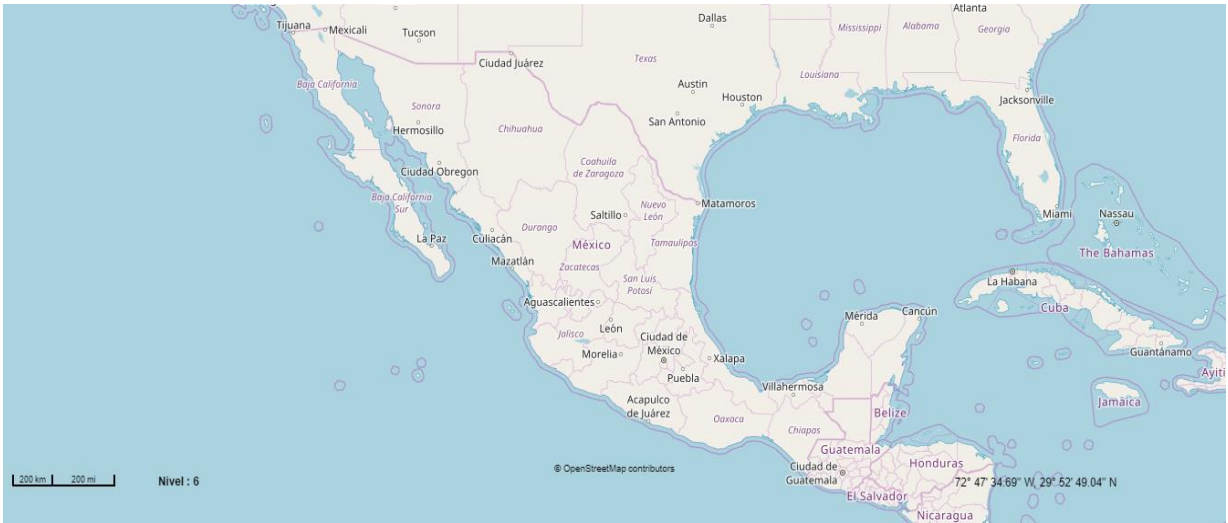 Dallas
Atlanta
Tijuana
Mexicali
Tucson
Mississippi
Alabama
Georgia
Ciudad Juárez
Texas
Louisiana
Baja California
Austin
Houston
Jacksonville
Sonora
San Antonio
Hermosillo
Chihuahua
Florida
Coahuila
de Zaragoza
Ciudad Obregon
Baja California
Sur
Nuevo
León
Matamoros
Saltillo
Miami
Nassau
Durango
La Paz
Culiacán
México
Tamaulipas
The Bahamas
Mazatlán
Zacatecas
San Luis
Potosí
La Habana
Aguascalientes
Cuba
Mérida
Cancún
León
Jalisco
Ciudad de
México
Morelia
Xalapa
Guantánamo
Puebla
Ayiti
Villahermosa
Acapulco
de Juárez
Oaxaca
Belize
Jamaica
Chiapas
Guatemala
Honduras
Ciudad de
Guatemala
© OpenStreetMap contributors
200 km
200 mi
Nivel : 6
72° 47' 34.69" W, 29° 52' 49.04" N
El Salvador
Nicaragua